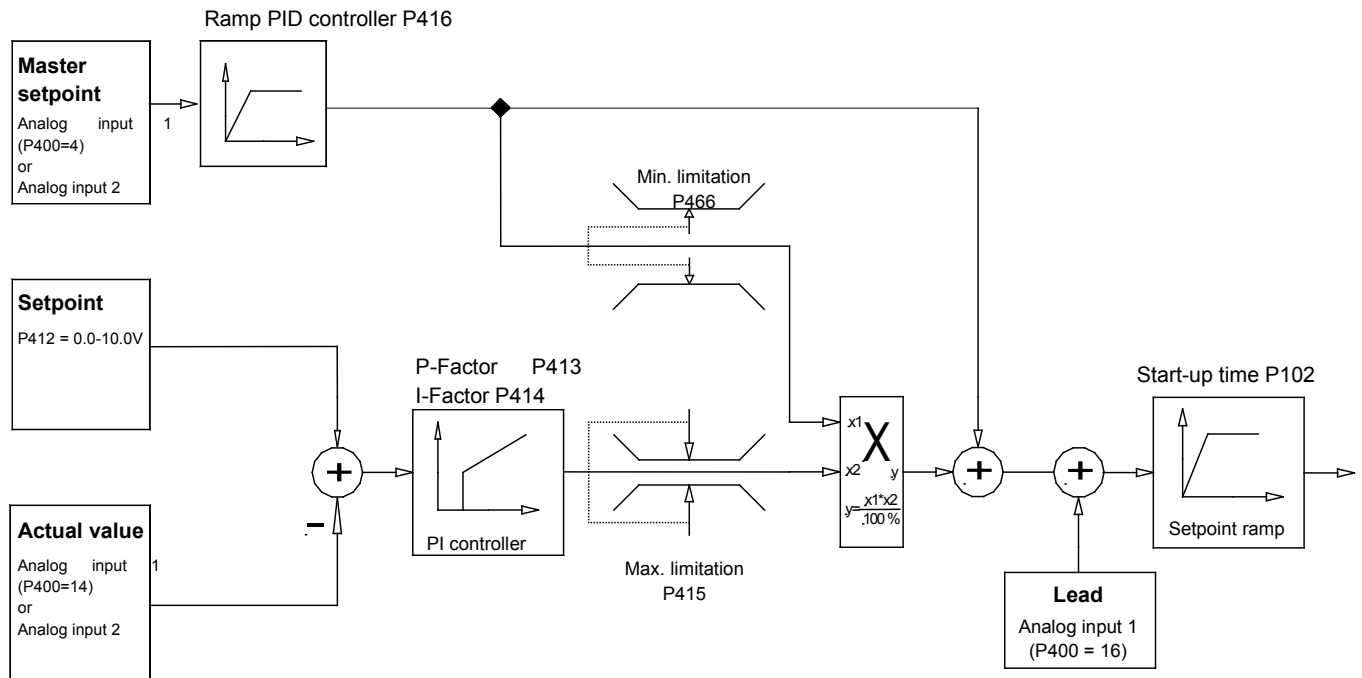 Ramp PID controller P416
Master
setpoint
Analog input 1
(P400=4)
or
Analog input 2
Min. limitation
P466
Setpoint
P412 = 0.0-10.0V
P-Factor P413
I-Factor P414
PI controller
Actual value
Analog input 1
(P400=14)
or
Analog input 2
+
-
Max. limitation
P415
x1
X
x2
y
y=x1*x2
100 %
+
+
Start-up time P102
Setpoint ramp
Lead
Analog input 1
(P400 = 16)